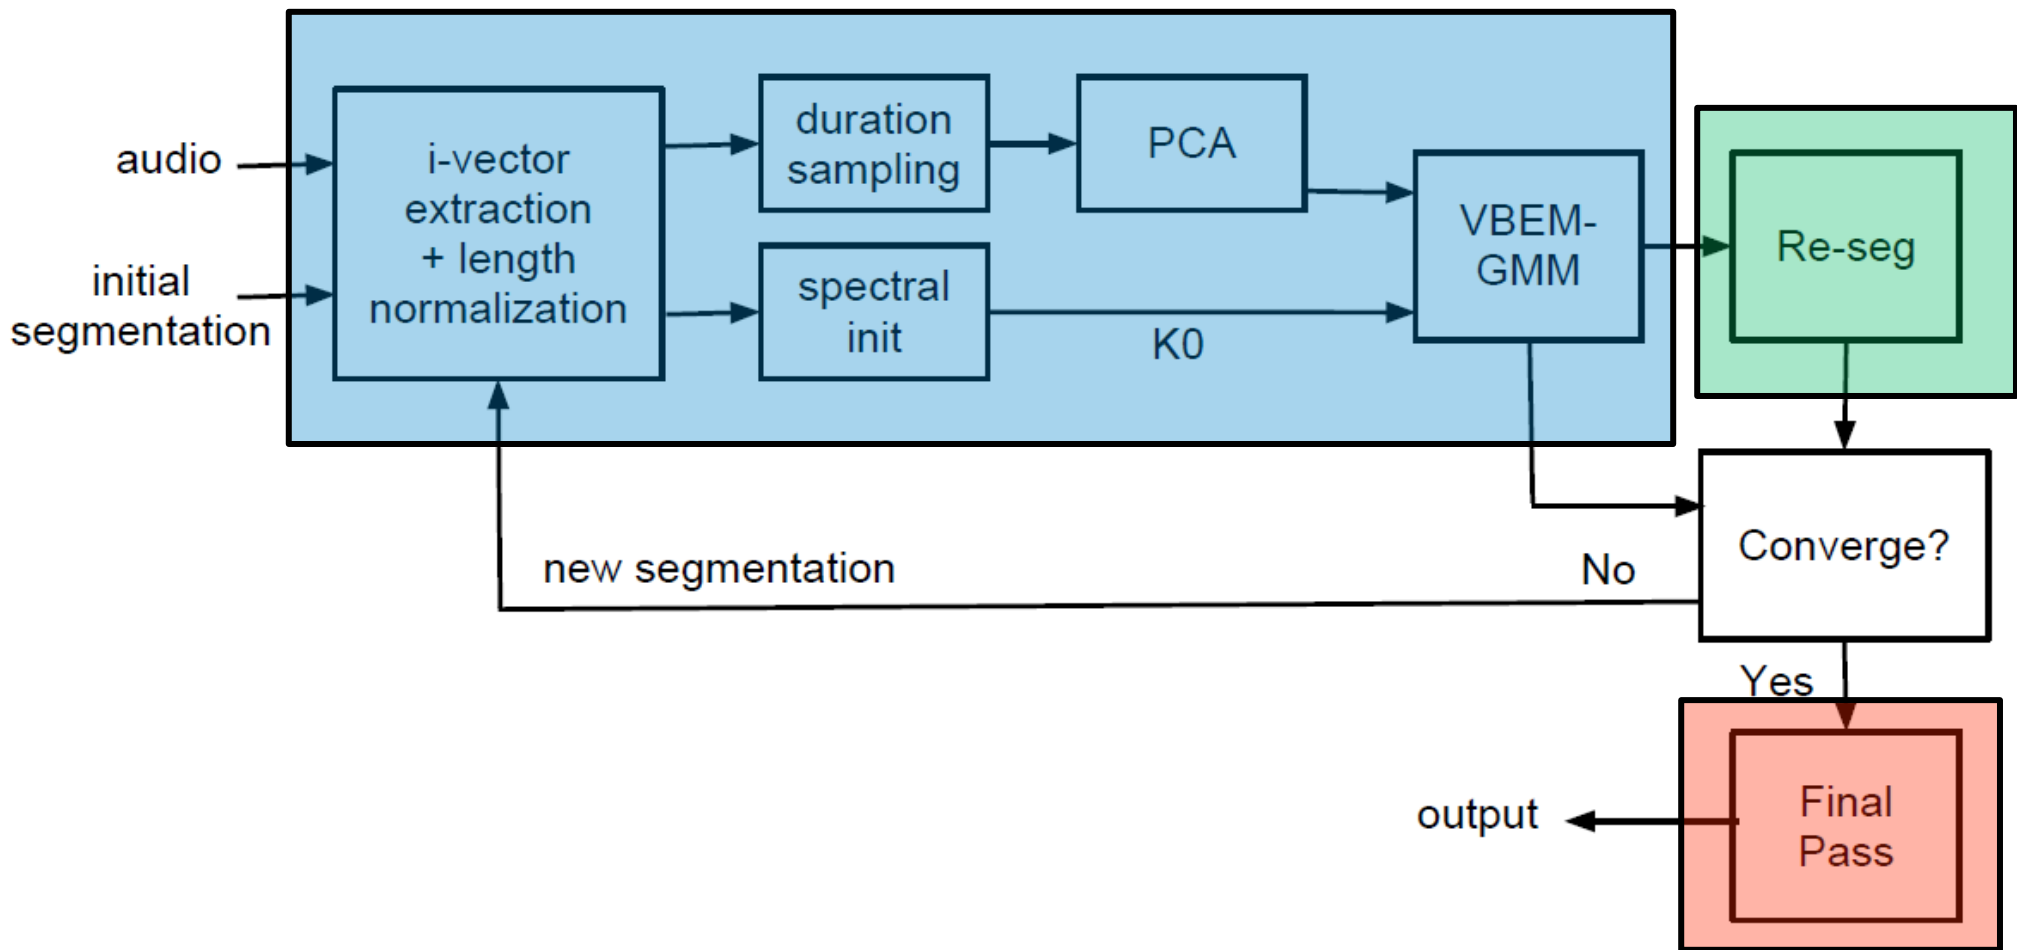 audio
initial
segmentation
i-vector
extraction
+ length
normalization
duration
sampling
PCA
spectral
init
K0
VBEM-
GMM
Re-seg
Converge?
No
new segmentation
Yes
Final
Pass
output